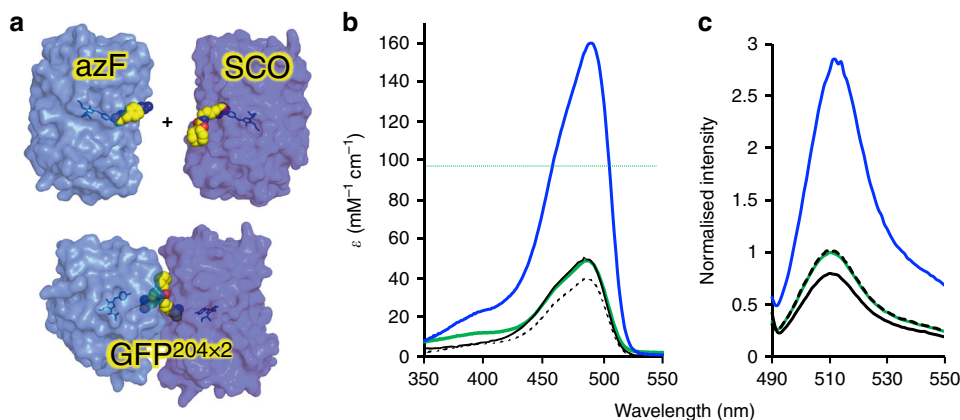 a
azF
+
SCO
GFP204×2
b
ε (mM–1 cm–1)
160
140
120
100
80
60
40
20
0
350
400
450
500
550
c
Normalised intensity
3
2.5
2
1.5
1
0.5
0
490
510
530
550
Wavelength (nm)